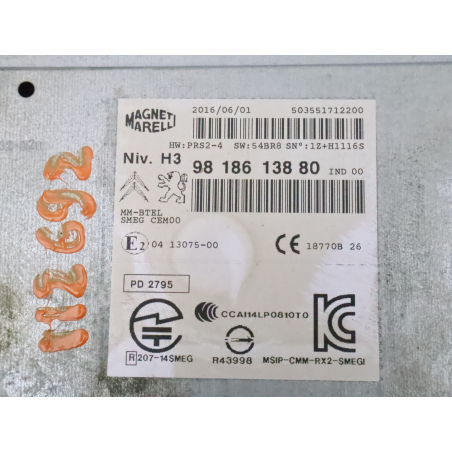 MAGNETI MARELLI
2016/06/01 503551712200
HW:PRS2-4 SW:54BR8 SN°:1Z+H1116S
Niv. H3 98 186 138 80 IND 00
MM-BTEL
SMEG CEM00
E2 04 13075-00 CE 18770B 26
PD 2795
CCAI14LP0810T0
R 207-14SMEG R43998 MSIP-CMM-RX2-SMEGI
112692